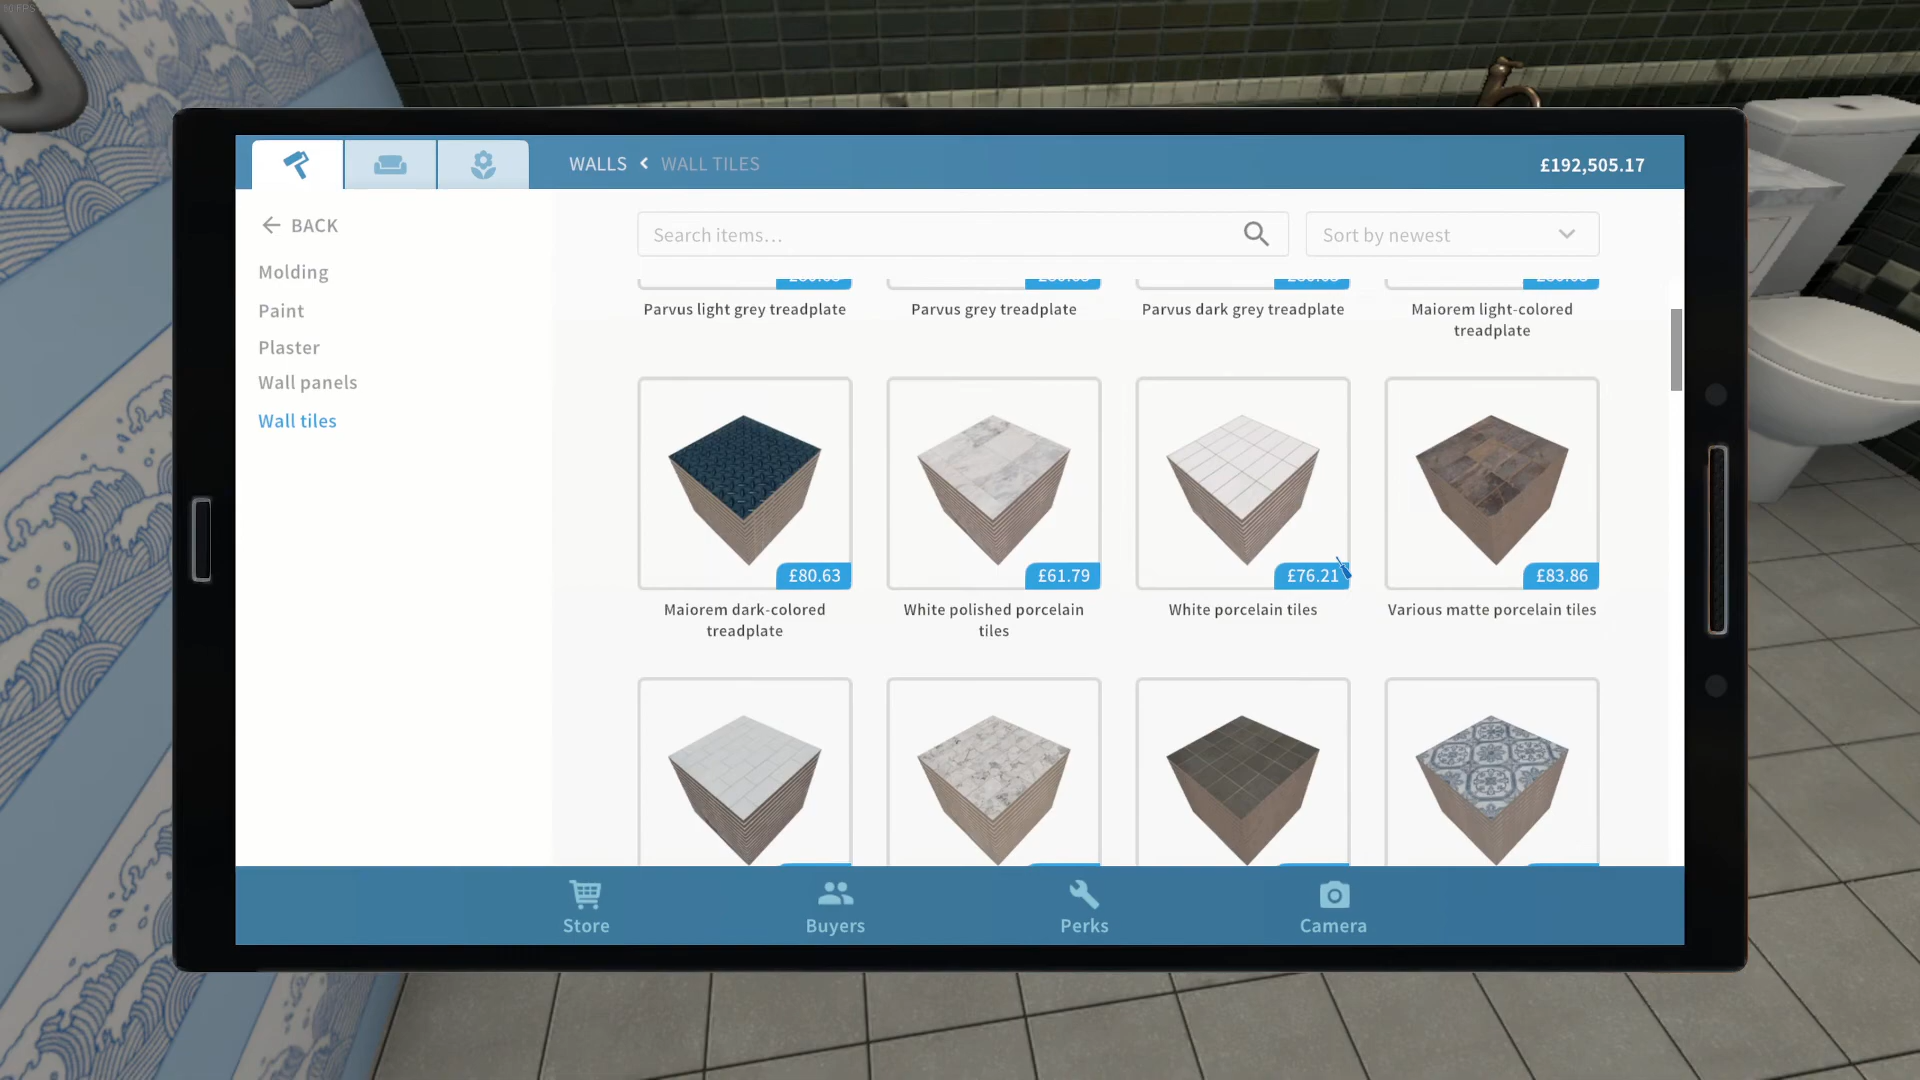 WALLS < WALL TILES
£192,505.17
BACK
Search items...
Sort by newest
Molding
Paint
Plaster
Wall panels
Wall tiles
Parvus light grey treadplate
Parvus grey treadplate
Parvus dark grey treadplate
Maiorem light-colored
treadplate
£80.63
£61.79
£76.21
£83.86
Maiorem dark-colored
treadplate
White polished porcelain
tiles
White porcelain tiles
Various matte porcelain tiles
Store
Buyers
Perks
Camera